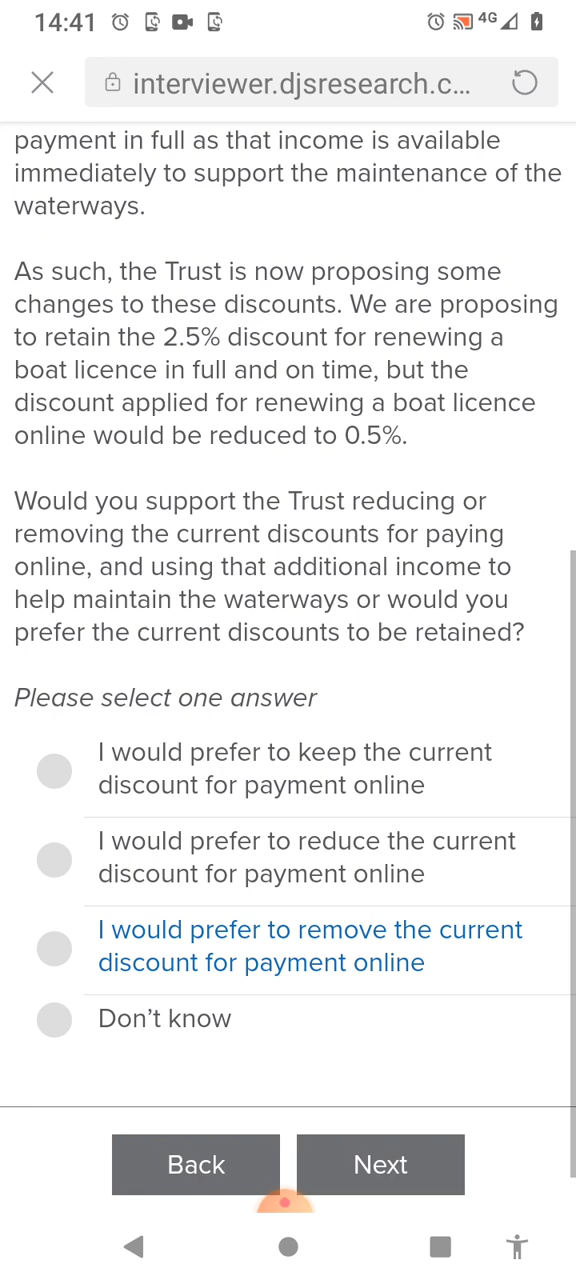 14:41
4G
interviewer.djsresearch.c...
payment in full as that income is available
immediately to support the maintenance of the
waterways.
As such, the Trust is now proposing some
changes to these discounts. We are proposing
to retain the 2.5% discount for renewing a
boat licence in full and on time, but the
discount applied for renewing a boat licence
online would be reduced to 0.5%.
Would you support the Trust reducing or
removing the current discounts for paying
online, and using that additional income to
help maintain the waterways or would you
prefer the current discounts to be retained?
Please select one answer
I would prefer to keep the current
discount for payment online
I would prefer to reduce the current
discount for payment online
I would prefer to remove the current
discount for payment online
Don’t know
Back
Next